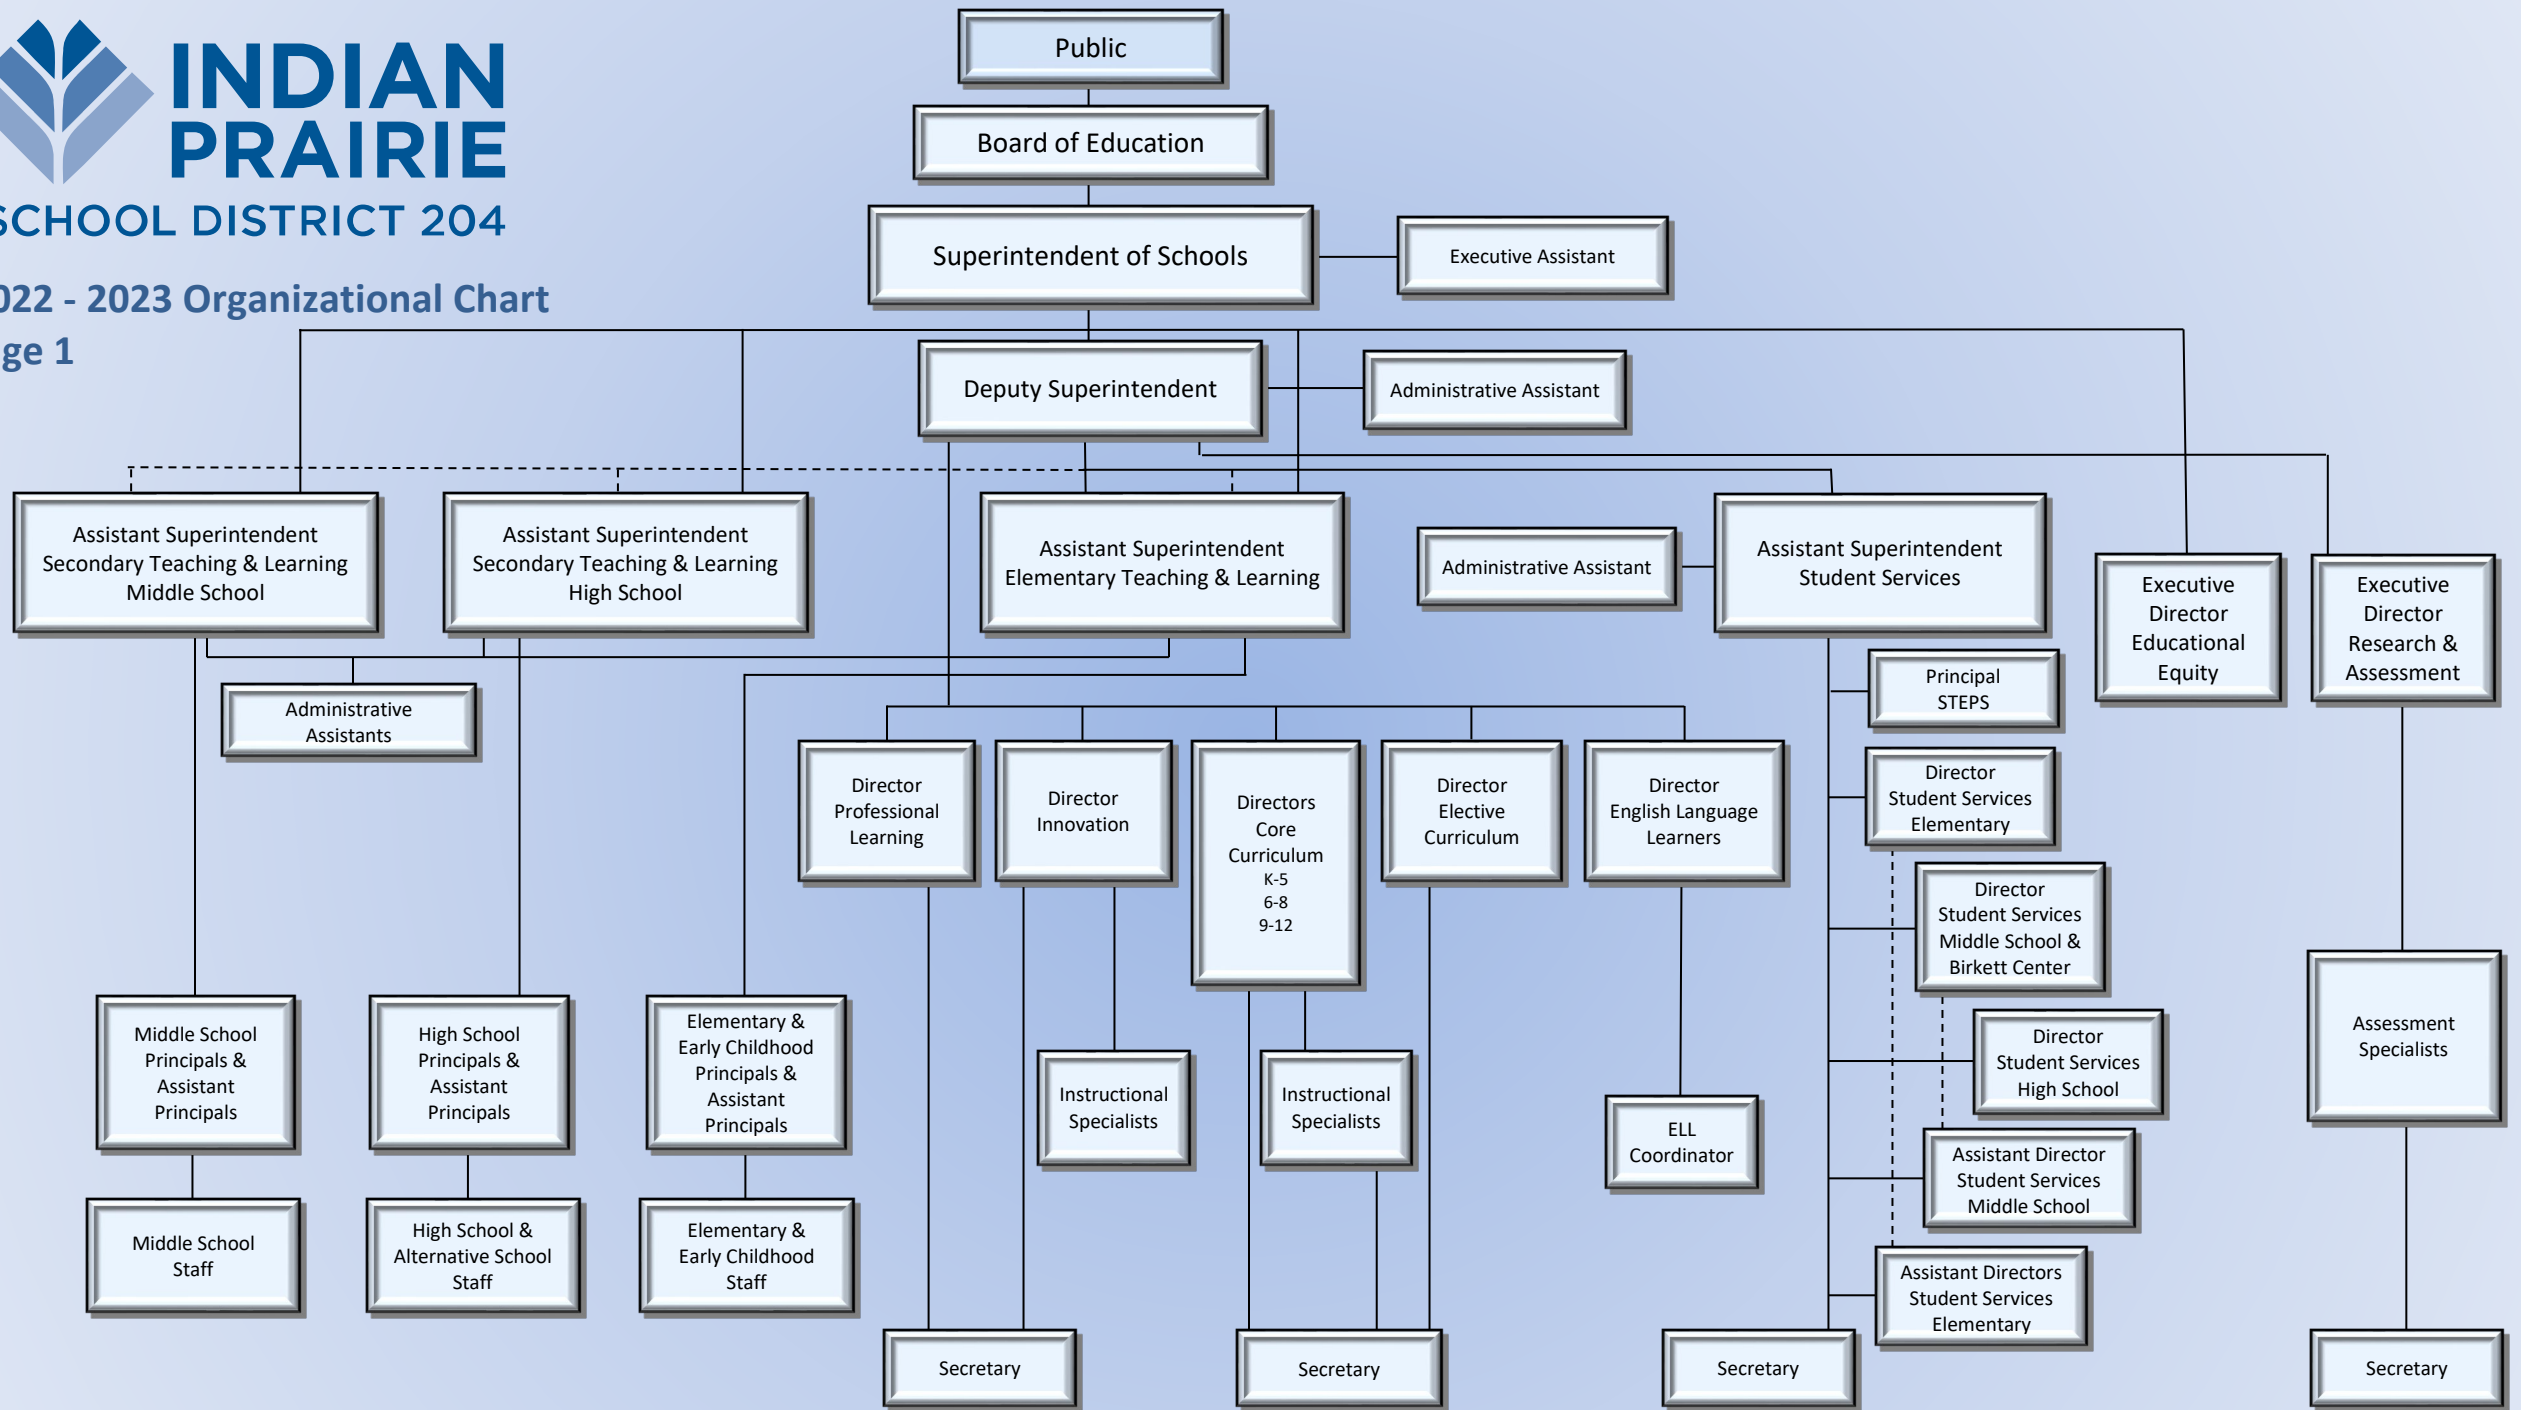 INDIAN
PRAIRIE
SCHOOL DISTRICT 204
022 - 2023 Organizational Chart
ge 1
Public
Board of Education
Superintendent of Schools
Executive Assistant
Deputy Superintendent
Administrative Assistant
Assistant Superintendent
Secondary Teaching & Learning
Middle School
Assistant Superintendent
Secondary Teaching & Learning
High School
Assistant Superintendent
Elementary Teaching & Learning
Administrative Assistant
Assistant Superintendent
Student Services
Executive
Director
Educational
Equity
Executive
Director
Research &
Assessment
Administrative
Assistants
Principal
STEPS
Director
Professional
Learning
Director
Innovation
Directors
Core
Curriculum
K-5
6-8
9-12
Director
Elective
Curriculum
Director
English Language
Learners
Director
Student Services
Elementary
Director
Student Services
Middle School &
Birkett Center
Director
Student Services
High School
Assistant Director
Student Services
Middle School
Assistant Directors
Student Services
Elementary
Assessment
Specialists
Middle School
Principals &
Assistant
Principals
High School
Principals &
Assistant
Principals
Elementary &
Early Childhood
Principals &
Assistant
Principals
Instructional
Specialists
Instructional
Specialists
ELL
Coordinator
Middle School
Staff
High School &
Alternative School
Staff
Elementary &
Early Childhood
Staff
Secretary
Secretary
Secretary
Secretary